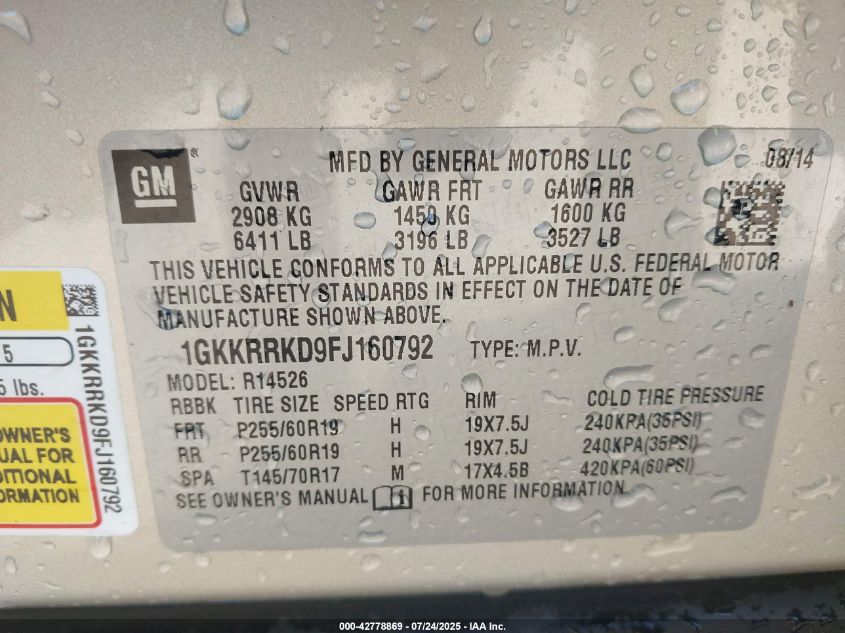 GM ®
MFD BY GENERAL MOTORS LLC 08/14
GVWR GAWR FRT GAWR RR
2908 KG 1450 KG 1600 KG
6411 LB 3196 LB 3527 LB
THIS VEHICLE CONFORMS TO ALL APPLICABLE U.S. FEDERAL MOTOR
VEHICLE SAFETY STANDARDS IN EFFECT ON THE DATE OF
MANUFACTURE SHOWN ABOVE.
1GKKRRKD9FJ160792 TYPE: M.P.V.
MODEL: R14526
RBBK TIRE SIZE SPEED RTG RIM COLD TIRE PRESSURE
FRT P255/60R19 H 19X7.5J 240KPA(35PSI)
RR P255/60R19 H 19X7.5J 240KPA(35PSI)
SPA T145/70R17 M 17X4.5B 420KPA(60PSI)
SEE OWNER'S MANUAL i FOR MORE INFORMATION.
N
5
5 lbs.
OWNER'S
UAL FOR
DITIONAL
ORMATION
1GKKRRKD9FJ160792
000-42778869 - 07/24/2025 - IAA Inc.